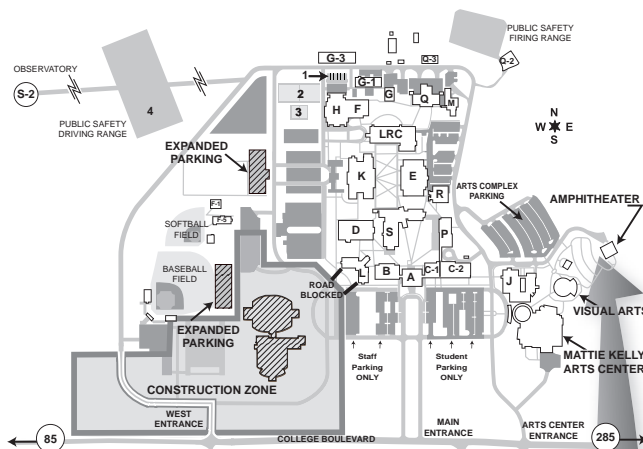 G-3
PUBLIC SAFETY
FIRING RANGE
Q-3
Q-2
OBSERVATORY
S-2
1
G-1
G
Q
M
2
3
H
F
4
PUBLIC SAFETY
DRIVING RANGE
N
W E
S
LRC
EXPANDED
PARKING
K
E
R
ARTS COMPLEX
PARKING
AMPHITHEATER
F-1
F-5
SOFTBALL
FIELD
D
S
P
BASEBALL
FIELD
L
B
A
C-1
C-2
J
ROAD
BLOCKED
VISUAL ARTS
EXPANDED
PARKING
MATTIE KELLY
ARTS CENTER
Staff
Parking
ONLY
Student
Parking
ONLY
CONSTRUCTION ZONE
WEST
ENTRANCE
MAIN
ENTRANCE
ARTS CENTER
ENTRANCE
85
COLLEGE BOULEVARD
285